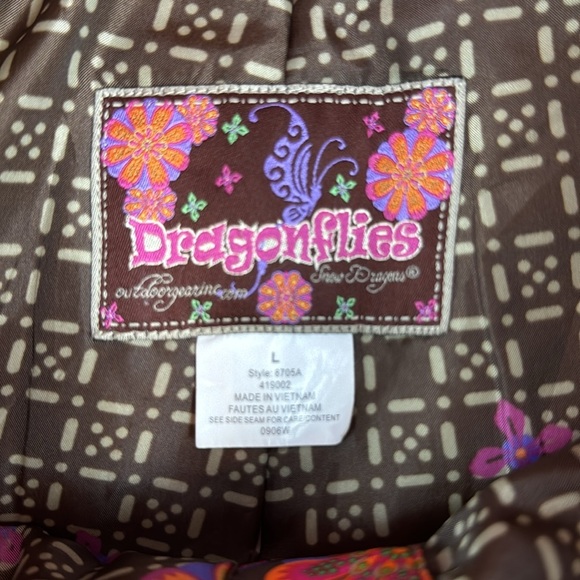 Dragonflies
Snow Dragons®
outdoorgearinc.com
L
Style: 8705A
419002
MADE IN VIETNAM
FAUTES AU VIETNAM
SEE SIDE SEAM FOR CARE/CONTENT
0906W